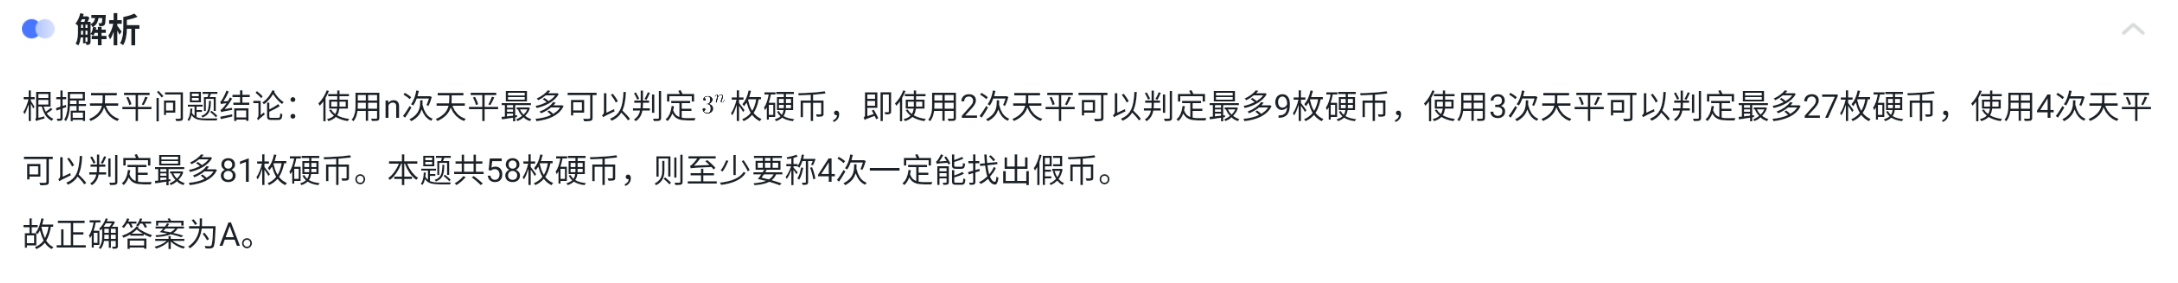 解析
根据天平问题结论：使用n次天平最多可以判定3ⁿ枚硬币，即使用2次天平可以判定最多9枚硬币，使用3次天平可以判定最多27枚硬币，使用4次天平
可以判定最多81枚硬币。本题共58枚硬币，则至少要称4次一定能找出假币。
故正确答案为A。